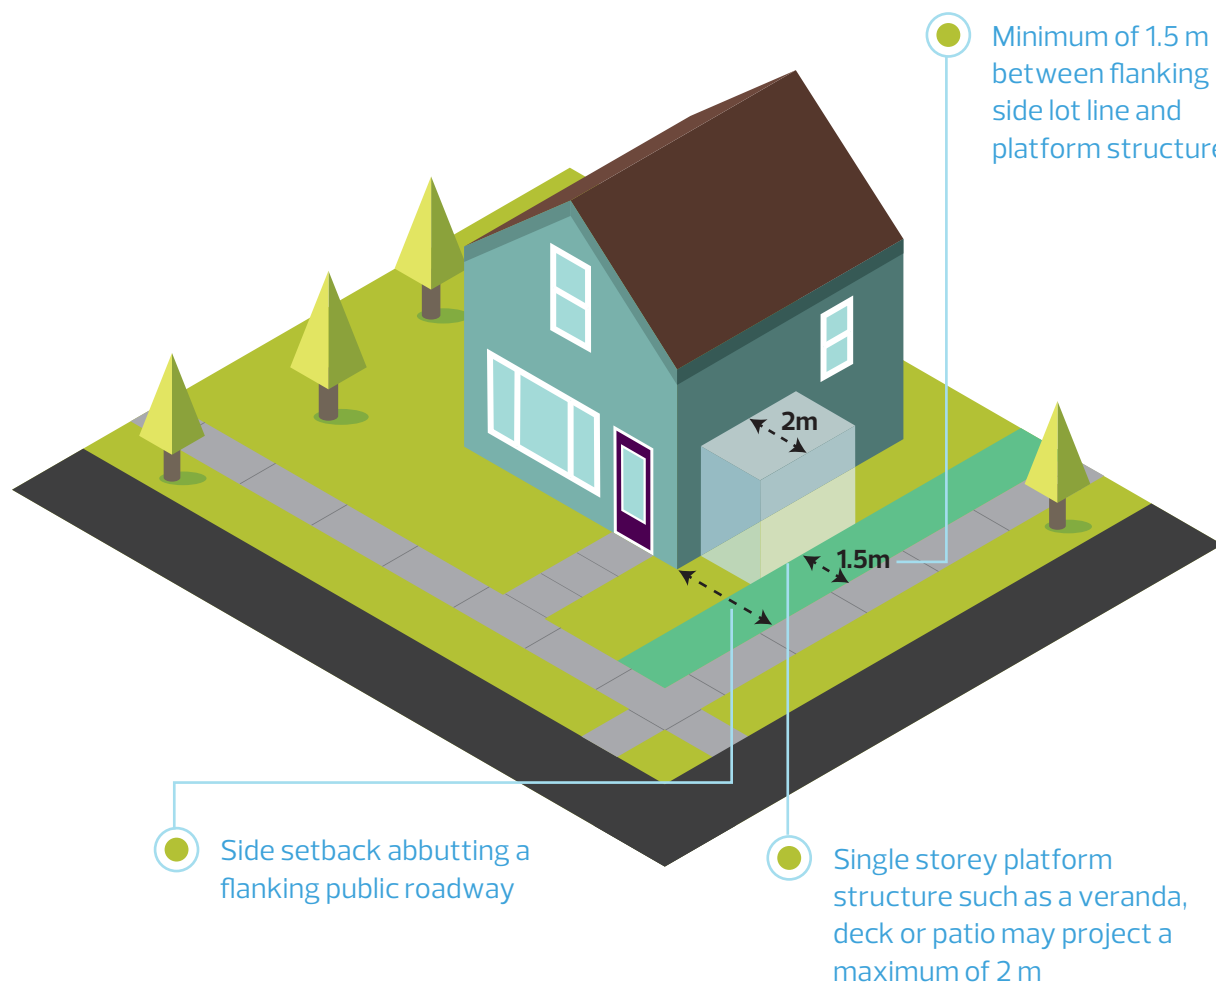 Minimum of 1.5 m
between flanking
side lot line and
platform structure
2m
1.5m
Side setback abbutting a
flanking public roadway
Single storey platform
structure such as a veranda,
deck or patio may project a
maximum of 2 m